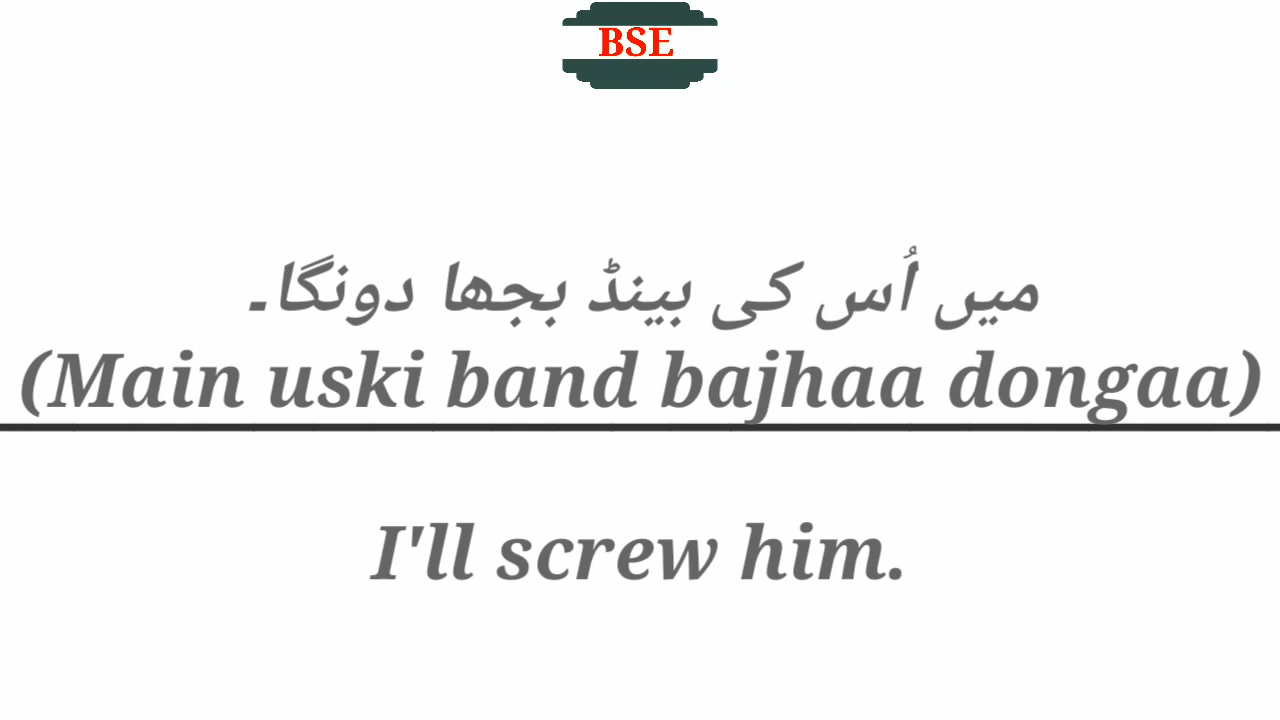 BSE
میں اُس کی بینڈ بجھا دونگا۔
(Main uski band bajhaa dongaa)
I'll screw him.